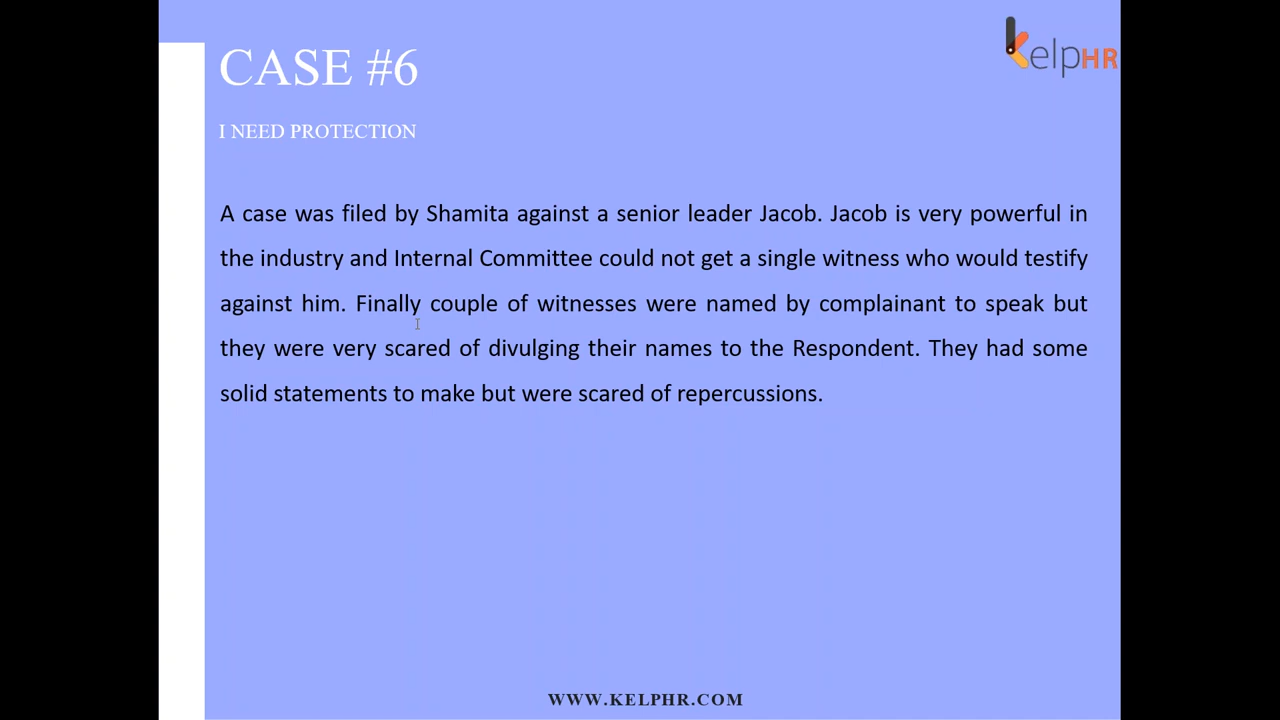 CASE #6
kelpHR
I NEED PROTECTION
A case was filed by Shamita against a senior leader Jacob. Jacob is very powerful in
the industry and Internal Committee could not get a single witness who would testify
against him. Finally couple of witnesses were named by complainant to speak but
they were very scared of divulging their names to the Respondent. They had some
solid statements to make but were scared of repercussions.
WWW.KELPHR.COM